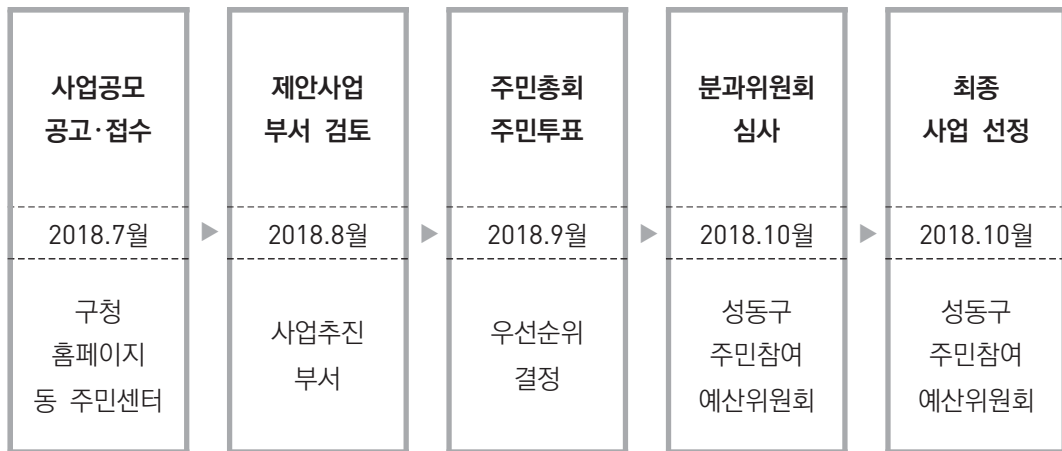 사업공모
공고·접수
2018.7월
구청
홈페이지
동 주민센터
제안사업
부서 검토
2018.8월
사업추진
부서
주민총회
주민투표
2018.9월
우선순위
결정
분과위원회
심사
2018.10월
성동구
주민참여
예산위원회
최종
사업 선정
2018.10월
성동구
주민참여
예산위원회